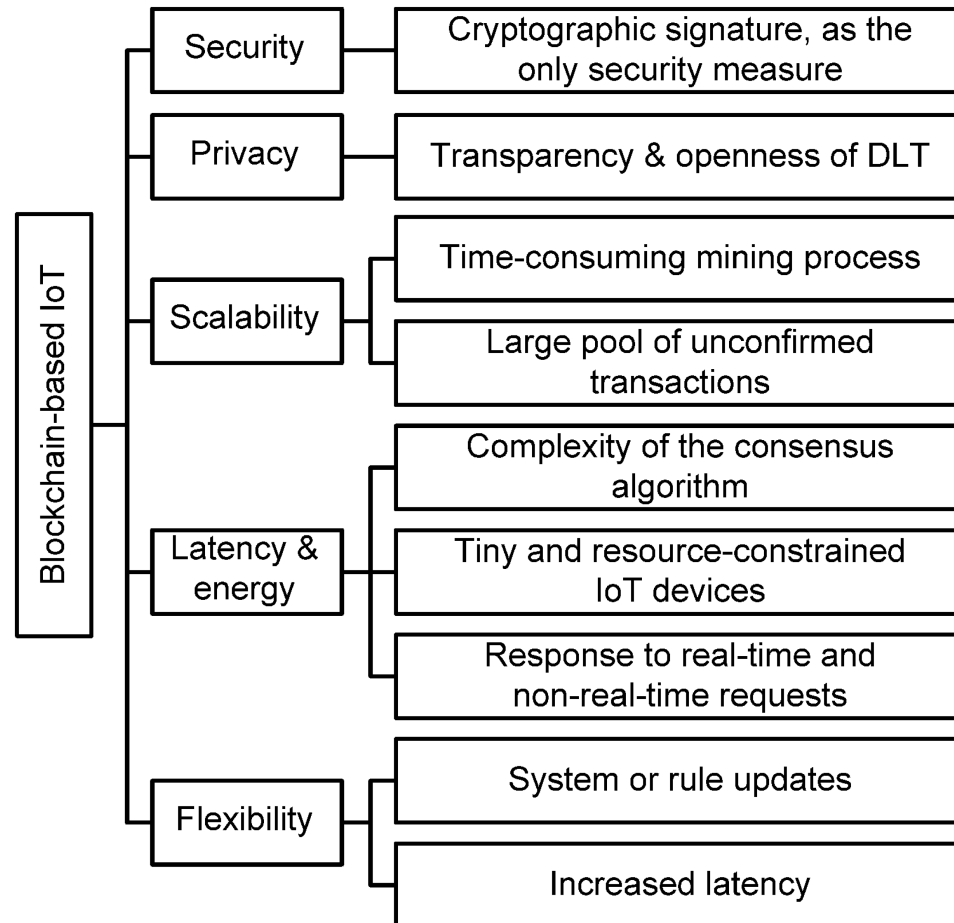 Blockchain-based IoT
Security
Cryptographic signature, as the
only security measure
Privacy
Transparency & openness of DLT
Scalability
Time-consuming mining process
Large pool of unconfirmed
transactions
Latency &
energy
Complexity of the consensus
algorithm
Tiny and resource-constrained
IoT devices
Response to real-time and
non-real-time requests
Flexibility
System or rule updates
Increased latency